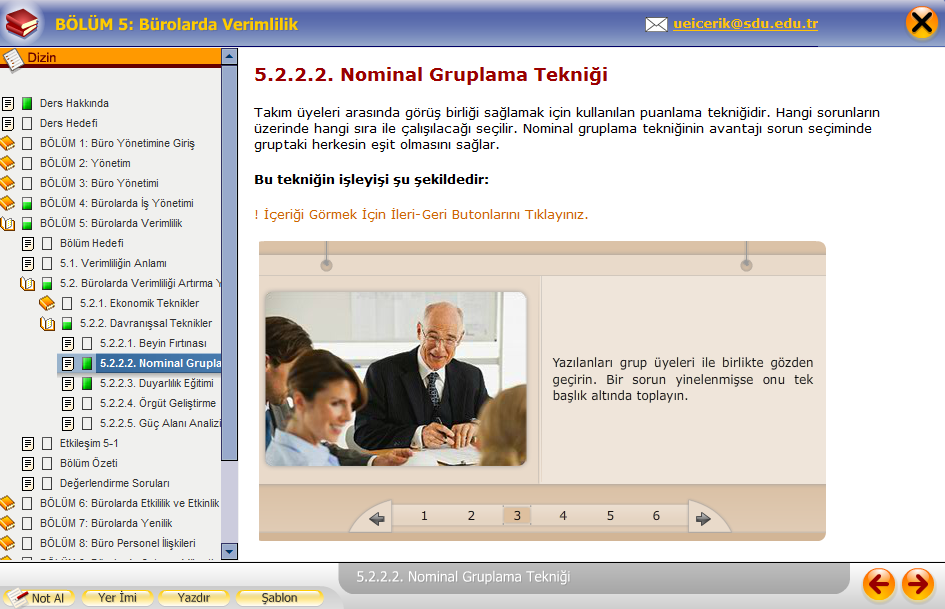 BÖLÜM 5: Bürolarda Verimlilik
ueicerik@sdu.edu.tr
Dizin
Ders Hakkında
Ders Hedefi
BÖLÜM 1: Büro Yönetimine Giriş
BÖLÜM 2: Yönetim
BÖLÜM 3: Büro Yönetimi
BÖLÜM 4: Bürolarda İş Yönetimi
BÖLÜM 5: Bürolarda Verimlilik
Bölüm Hedefi
5.1. Verimliliğin Anlamı
5.2. Bürolarda Verimliliği Artırma Y
5.2.1. Ekonomik Teknikler
5.2.2. Davranışsal Teknikler
5.2.2.1. Beyin Fırtınası
5.2.2.2. Nominal Grupla
5.2.2.3. Duyarlılık Eğitimi
5.2.2.4. Örgüt Geliştirme
5.2.2.5. Güç Alanı Analizi
Etkileşim 5-1
Bölüm Özeti
Değerlendirme Soruları
BÖLÜM 6: Bürolarda Etkililik ve Etkinlik
BÖLÜM 7: Bürolarda Yenilik
BÖLÜM 8: Büro Personel İlişkileri
5.2.2.2. Nominal Gruplama Tekniği
Takım üyeleri arasında görüş birliği sağlamak için kullanılan puanlama tekniğidir. Hangi sorunların
üzerinde hangi sıra ile çalışılacağı seçilir. Nominal gruplama tekniğinin avantajı sorun seçiminde
gruptaki herkesin eşit olmasını sağlar.
Bu tekniğin işleyişi şu şekildedir:
! İçeriği Görmek İçin İleri-Geri Butonlarını Tıklayınız.
Yazılanları grup üyeleri ile birlikte gözden
geçirin. Bir sorun yinelenmişse onu tek
başlık altında toplayın.
1 2 3 4 5 6
5.2.2.2. Nominal Gruplama Tekniği
Not Al Yer İmi Yazdır Şablon